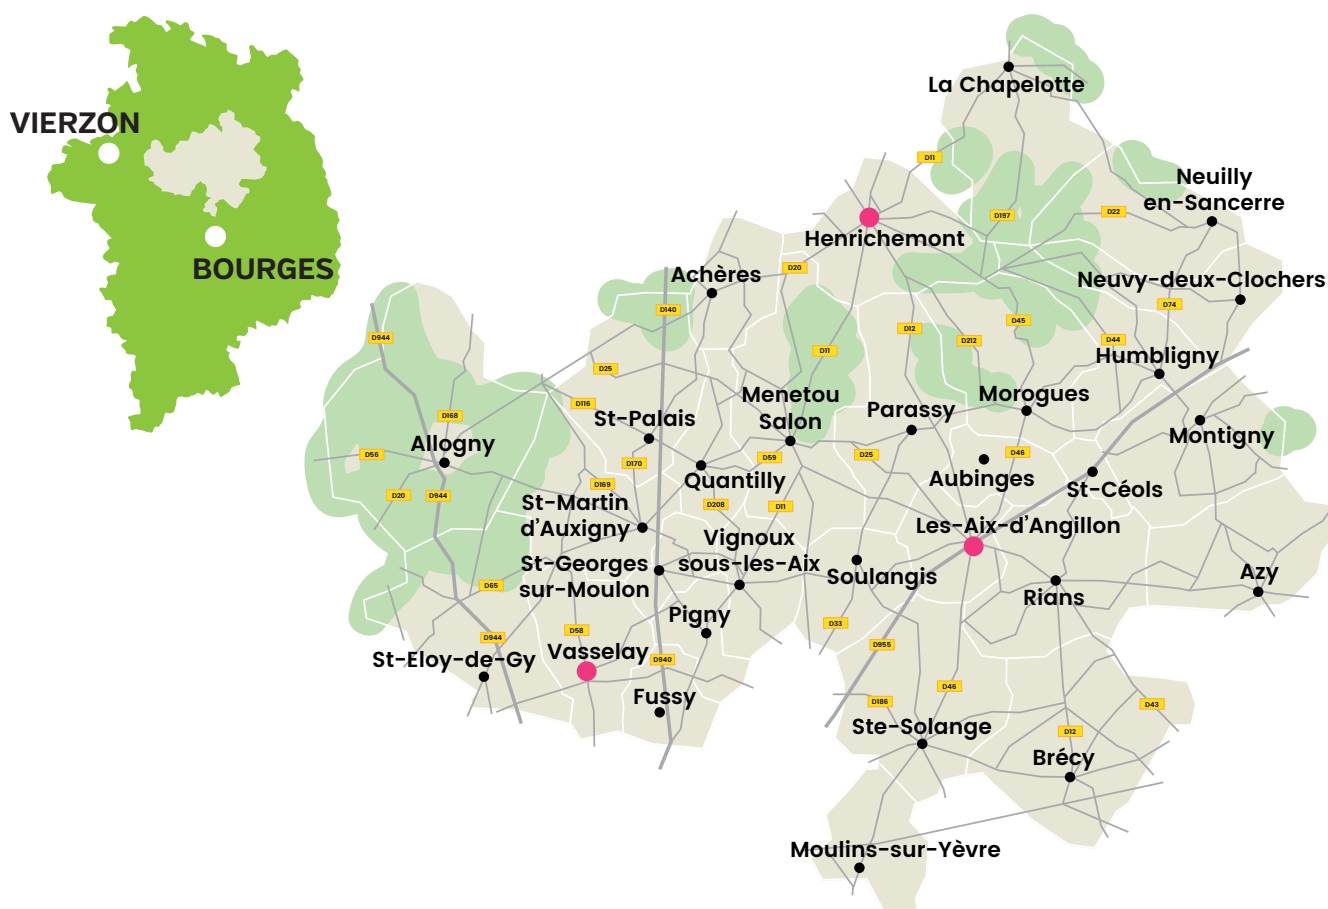 VIERZON
BOURGES
La Chapelotte
D11
Neuilly
en-Sancerre
D197
D22
Henrichemont
D20
Achères
Neuvy-deux-Clochers
D74
D140
D45
D12
D944
D212
D44
D11
Humbligny
D25
Menetou
Salon
Morogues
D116
Parassy
St-Palais
D168
Allogny
Montigny
D56
D46
D59
D25
D170
Quantilly
Aubinges
St-Céols
D169
D20
D944
St-Martin
d'Auxigny
D208
D11
Les-Aix-d'Angillon
Vignoux
sous-les-Aix
St-Georges
sur-Moulon
Soulangis
Azy
D65
Rians
Pigny
D33
D58
D944
D955
Vasselay
St-Eloy-de-Gy
D940
D46
Fussy
D186
D43
Ste-Solange
D12
Brécy
Moulins-sur-Yèvre